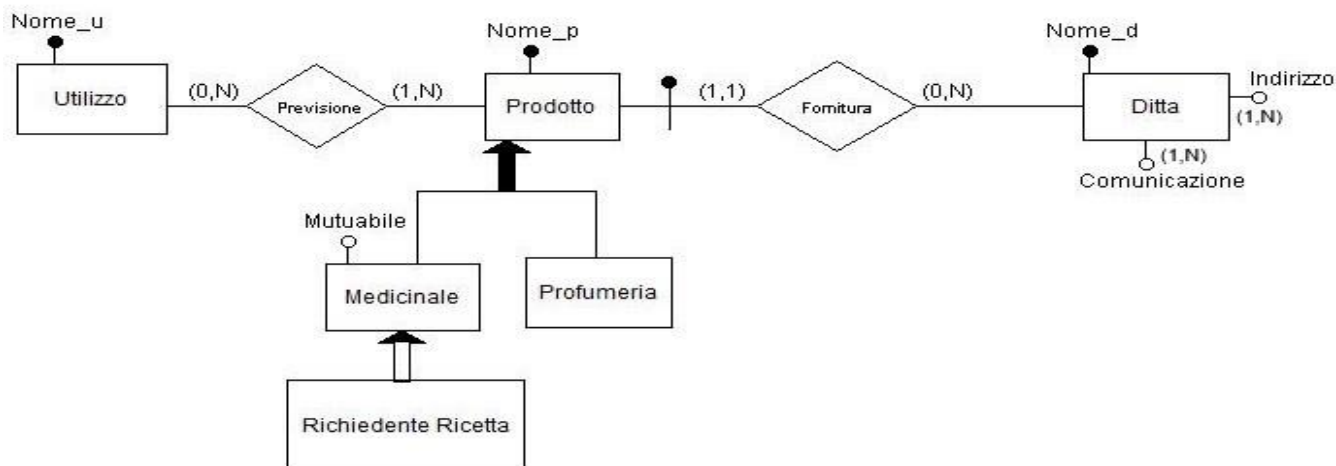 Nome_u
Nome_p
Nome_d
Indirizzo
Utilizzo
(0,N)
Previsione
(1,N)
Prodotto
(1,1)
Fornitura
(0,N)
Ditta
(1,N)
(1,N)
Comunicazione
Mutuabile
Medicinale
Profumeria
Richiedente Ricetta